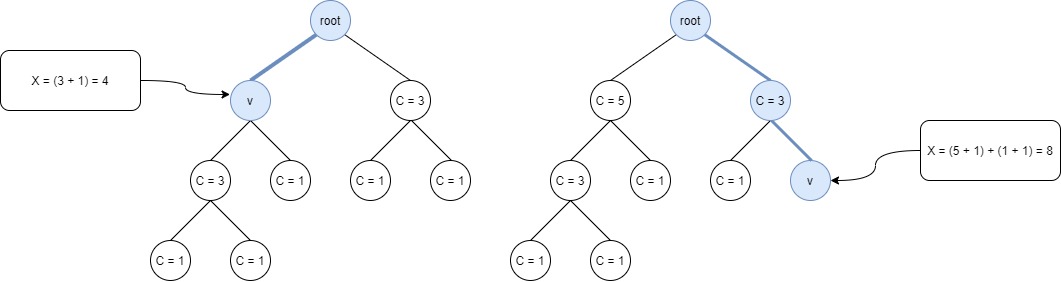 root
X = (3 + 1) = 4
v
C = 3
C = 3
C = 1
C = 1
C = 1
C = 1
C = 1
root
C = 5
C = 3
C = 3
C = 1
C = 1
v
X = (5 + 1) + (1 + 1) = 8
C = 1
C = 1